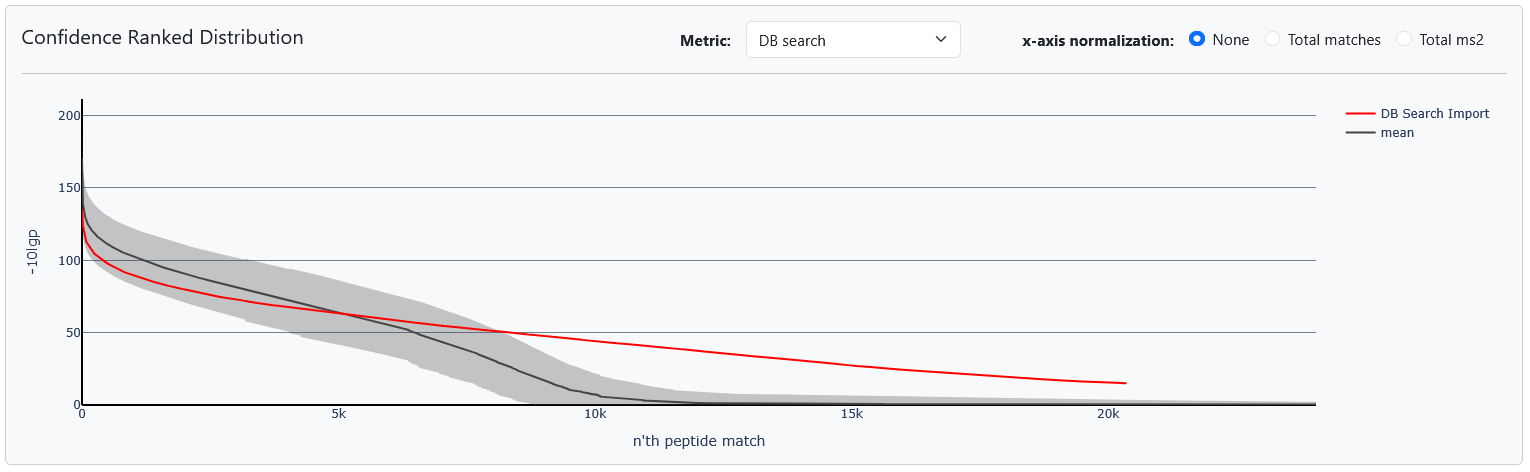 Confidence Ranked Distribution
Metric: DB search
x-axis normalization: None Total matches Total ms2
200
150
100
50
0
-10lgp
0 5k 10k 15k 20k
n'th peptide match
DB Search Import
mean